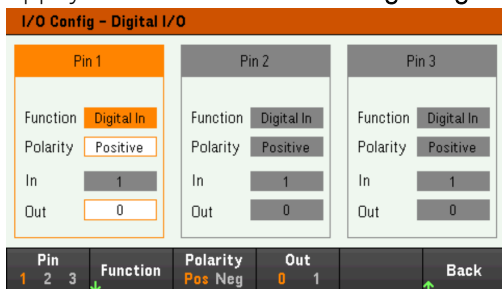 I/O Config - Digital I/O
Pin 1 Pin 2 Pin 3
Function Digital In Function Digital In Function Digital In
Polarity Positive Polarity Positive Polarity Positive
In 1 In 1 In 1
Out 0 Out 0 Out 0
Pin Function Polarity Out Back
1 2 3 Pos Neg 0 1